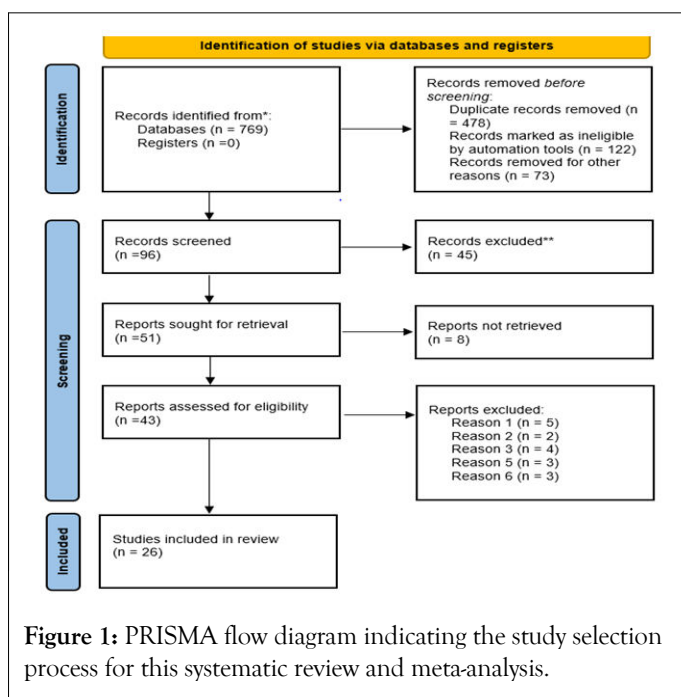 Identification of studies via databases and registers
Identification
Records identified from*:
Databases (n = 769)
Registers (n =0)
Records removed before
screening:
Duplicate records removed (n
= 478)
Records marked as ineligible
by automation tools (n = 122)
Records removed for other
reasons (n = 73)
Screening
Records screened
(n =96)
Records excluded**
(n = 45)
Reports sought for retrieval
(n =51)
Reports not retrieved
(n = 8)
Reports assessed for eligibility
(n =43)
Reports excluded:
Reason 1 (n = 5)
Reason 2 (n = 2)
Reason 3 (n = 4)
Reason 5 (n = 3)
Reason 6 (n = 3)
Included
Studies included in review
(n = 26)
Figure 1: PRISMA flow diagram indicating the study selection
process for this systematic review and meta-analysis.